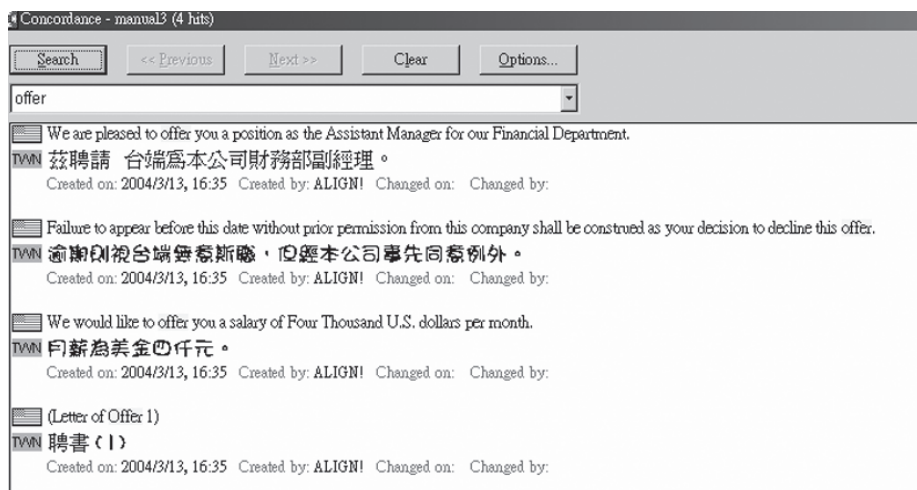 Concordance - manual3 (4 hits)
Search << Previous Next >> Clear Options...
offer
We are pleased to offer you a position as the Assistant Manager for our Financial Department.
TWN 茲聘請 台端為本公司財務部副經理。
Created on: 2004/3/13, 16:35 Created by: ALIGN! Changed on: Changed by:
Failure to appear before this date without prior permission from this company shall be construed as your decision to decline this offer.
TWN 逾期則視台端無意斯職，但經本公司事先同意例外。
Created on: 2004/3/13, 16:35 Created by: ALIGN! Changed on: Changed by:
We would like to offer you a salary of Four Thousand U.S. dollars per month.
TWN 月薪為美金四仟元。
Created on: 2004/3/13, 16:35 Created by: ALIGN! Changed on: Changed by:
(Letter of Offer 1)
TWN 聘書(1)
Created on: 2004/3/13, 16:35 Created by: ALIGN! Changed on: Changed by: